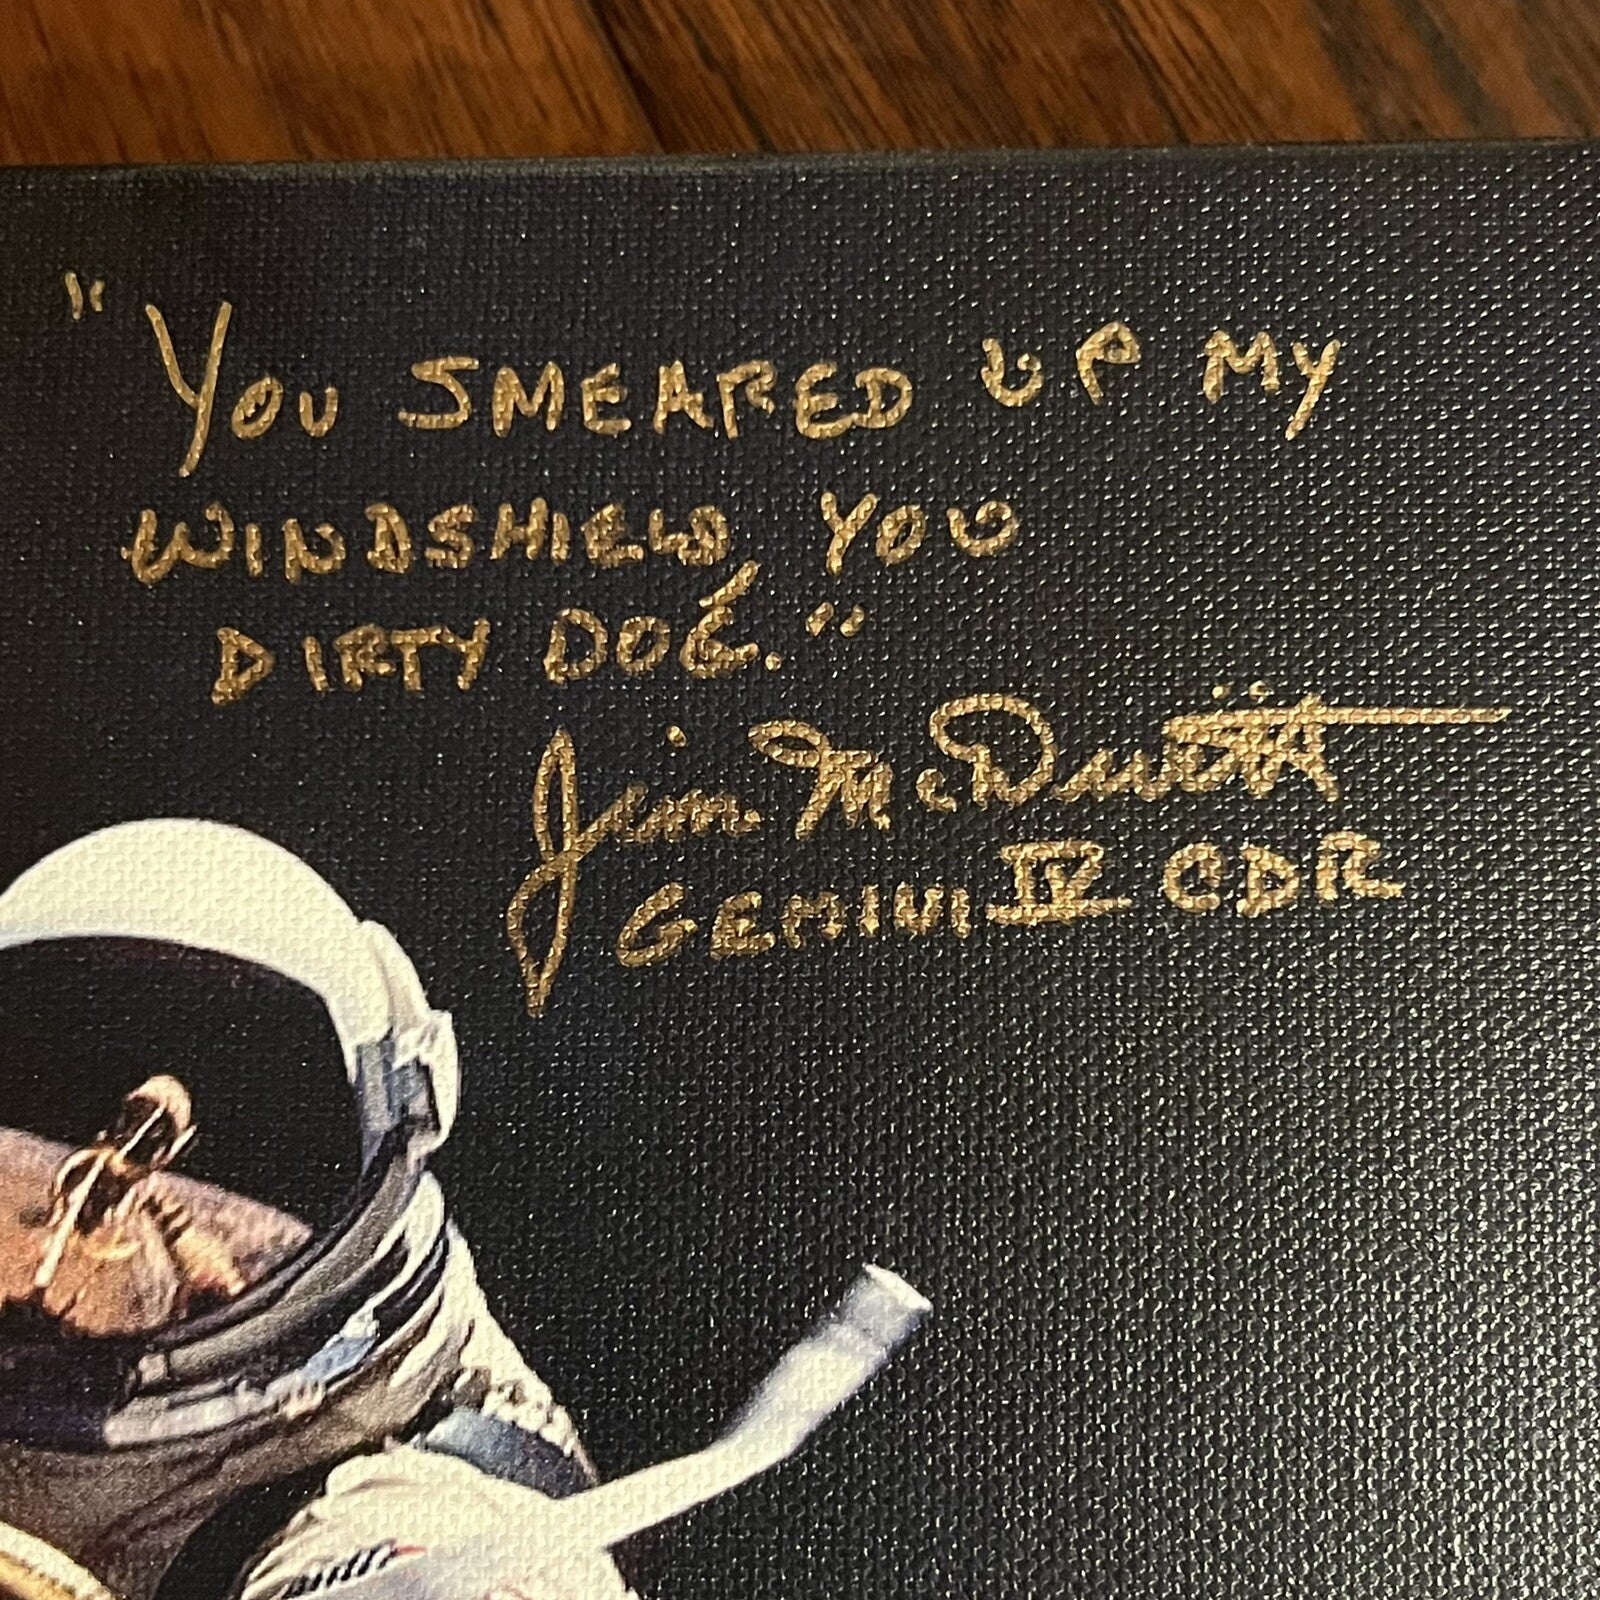 "YOU SMEARED UP MY
WINDSHIELD YOU
DIRTY DOG."
Jim McDivitt
GEMINI IV CDR